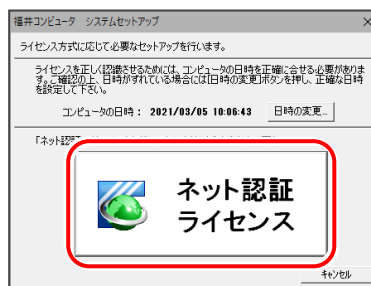 福井コンピュータ システムセットアップ
ライセンス方式に応じて必要なセットアップを行います。
ライセンスを正しく認識させるためには、コンピュータの日時を正確に合せる必要がありま
す。ご確認の上、日時がずれている場合には[日時の変更]ボタンを押し、正確な日時
を設定して下さい。
コンピュータの日時： 2021/03/05 10:06:43 日時の変更...
「ネット認証
ネット認証
ライセンス
キャンセル